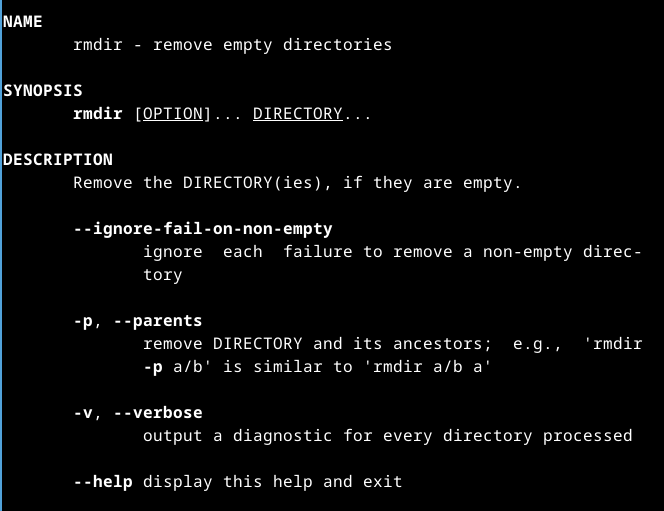 NAME
rmdir - remove empty directories
SYNOPSIS
rmdir [OPTION]... DIRECTORY...
DESCRIPTION
Remove the DIRECTORY(ies), if they are empty.
--ignore-fail-on-non-empty
ignore  each  failure to remove a non-empty direc-
tory
-p, --parents
remove DIRECTORY and its ancestors;  e.g.,  'rmdir
-p a/b' is similar to 'rmdir a/b a'
-v, --verbose
output a diagnostic for every directory processed
--help display this help and exit